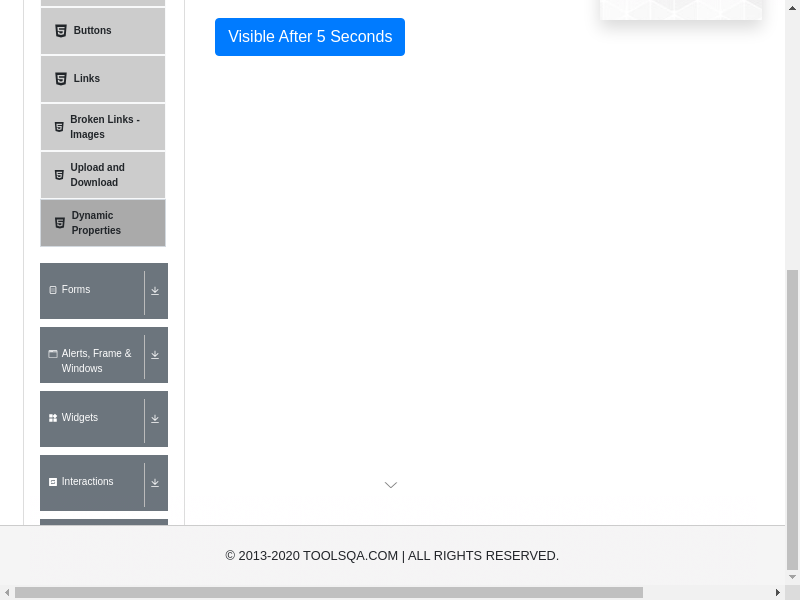 Buttons
Links
Broken Links -
Images
Upload and
Download
Dynamic
Properties
Forms
Alerts, Frame &
Windows
Widgets
Interactions
Visible After 5 Seconds
© 2013-2020 TOOLSQA.COM | ALL RIGHTS RESERVED.